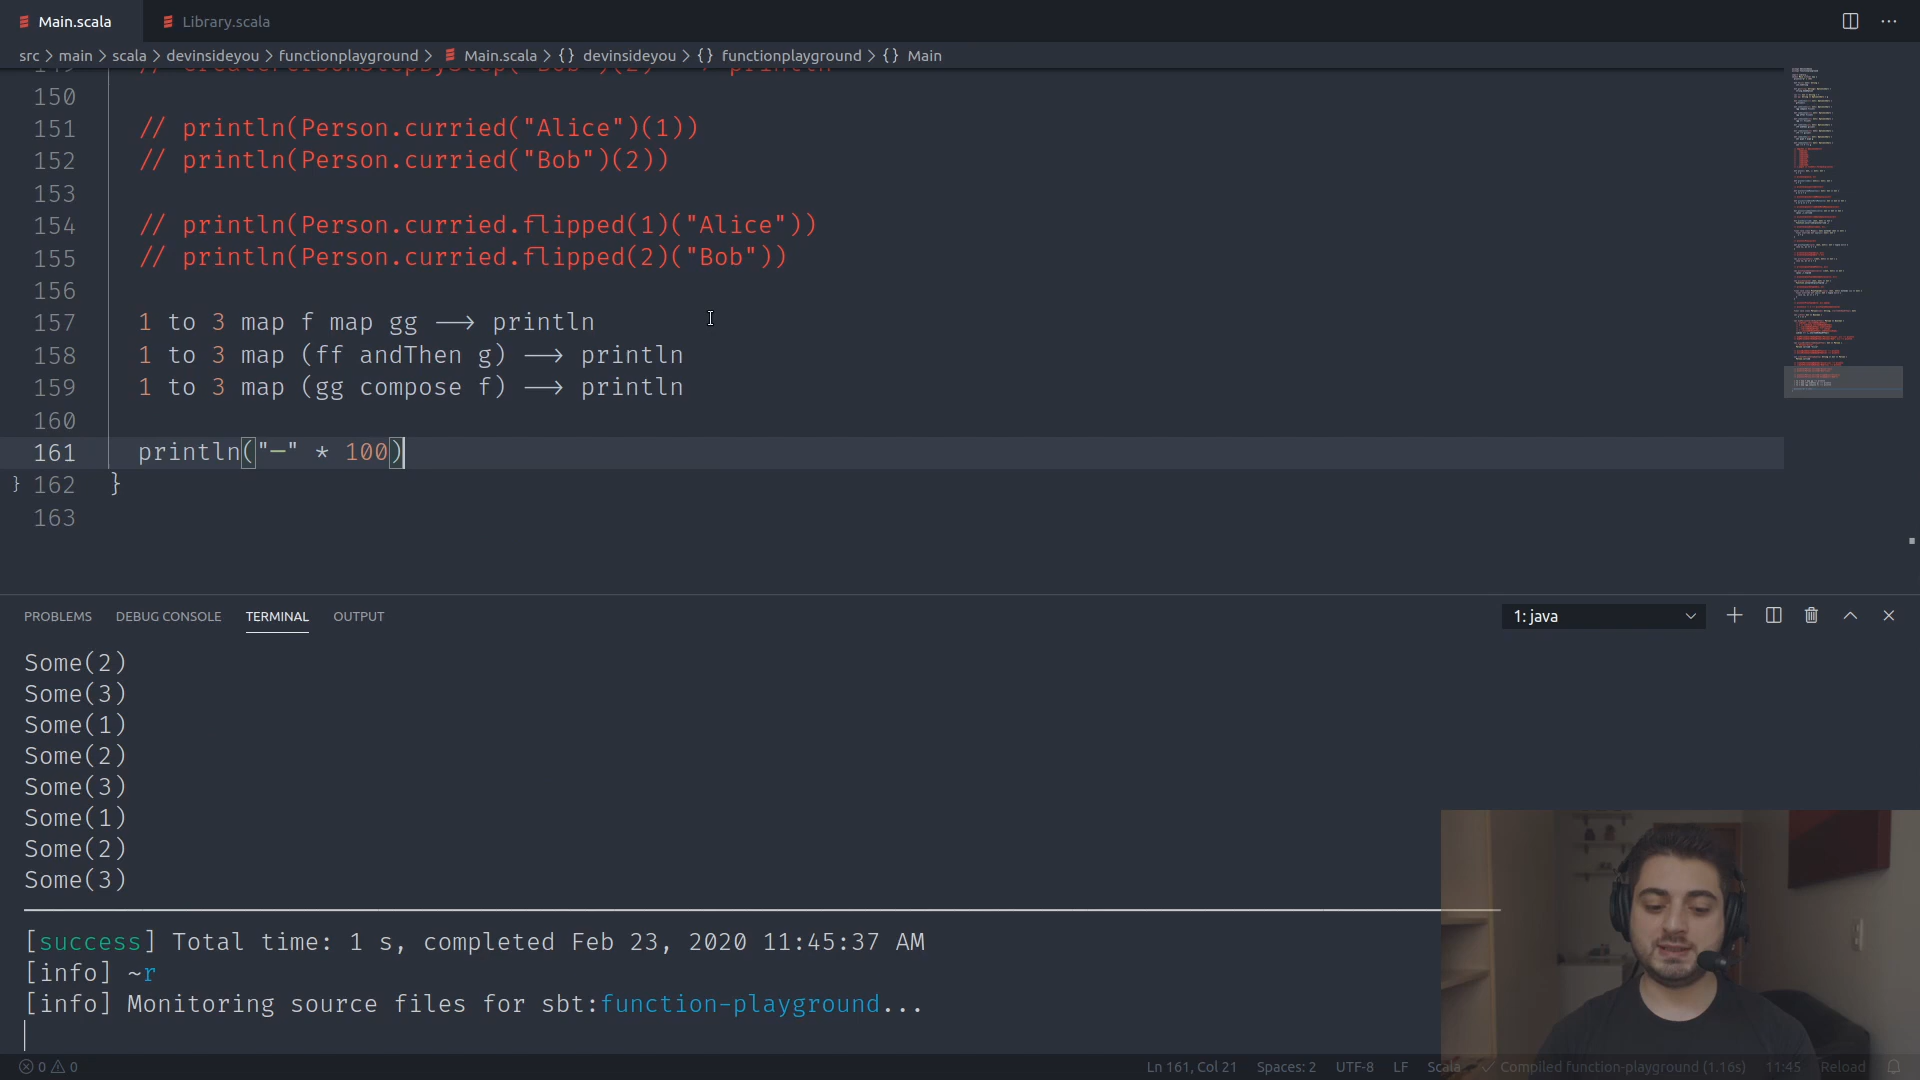 Main.scala
Library.scala
src > main > scala > devinsideyou > functionplayground > Main.scala > {} devinsideyou > {} functionplayground > {} Main
150
151 // println(Person.curried("Alice")(1))
152 // println(Person.curried("Bob")(2))
153
154 // println(Person.curried.flipped(1)("Alice"))
155 // println(Person.curried.flipped(2)("Bob"))
156
157 1 to 3 map f map gg --> println
158 1 to 3 map (ff andThen g) --> println
159 1 to 3 map (gg compose f) --> println
160
161 println("─" * 100)
} 162 }
163
PROBLEMS DEBUG CONSOLE TERMINAL OUTPUT
1: java
Some(2)
Some(3)
Some(1)
Some(2)
Some(3)
Some(1)
Some(2)
Some(3)
[success] Total time: 1 s, completed Feb 23, 2020 11:45:37 AM
[info] ~r
[info] Monitoring source files for sbt:function-playground...
0 0 Ln 161, Col 21 Spaces: 2 UTF-8 LF Scala ✓ Compiled function-playground (1.16s) 11:45 Reload